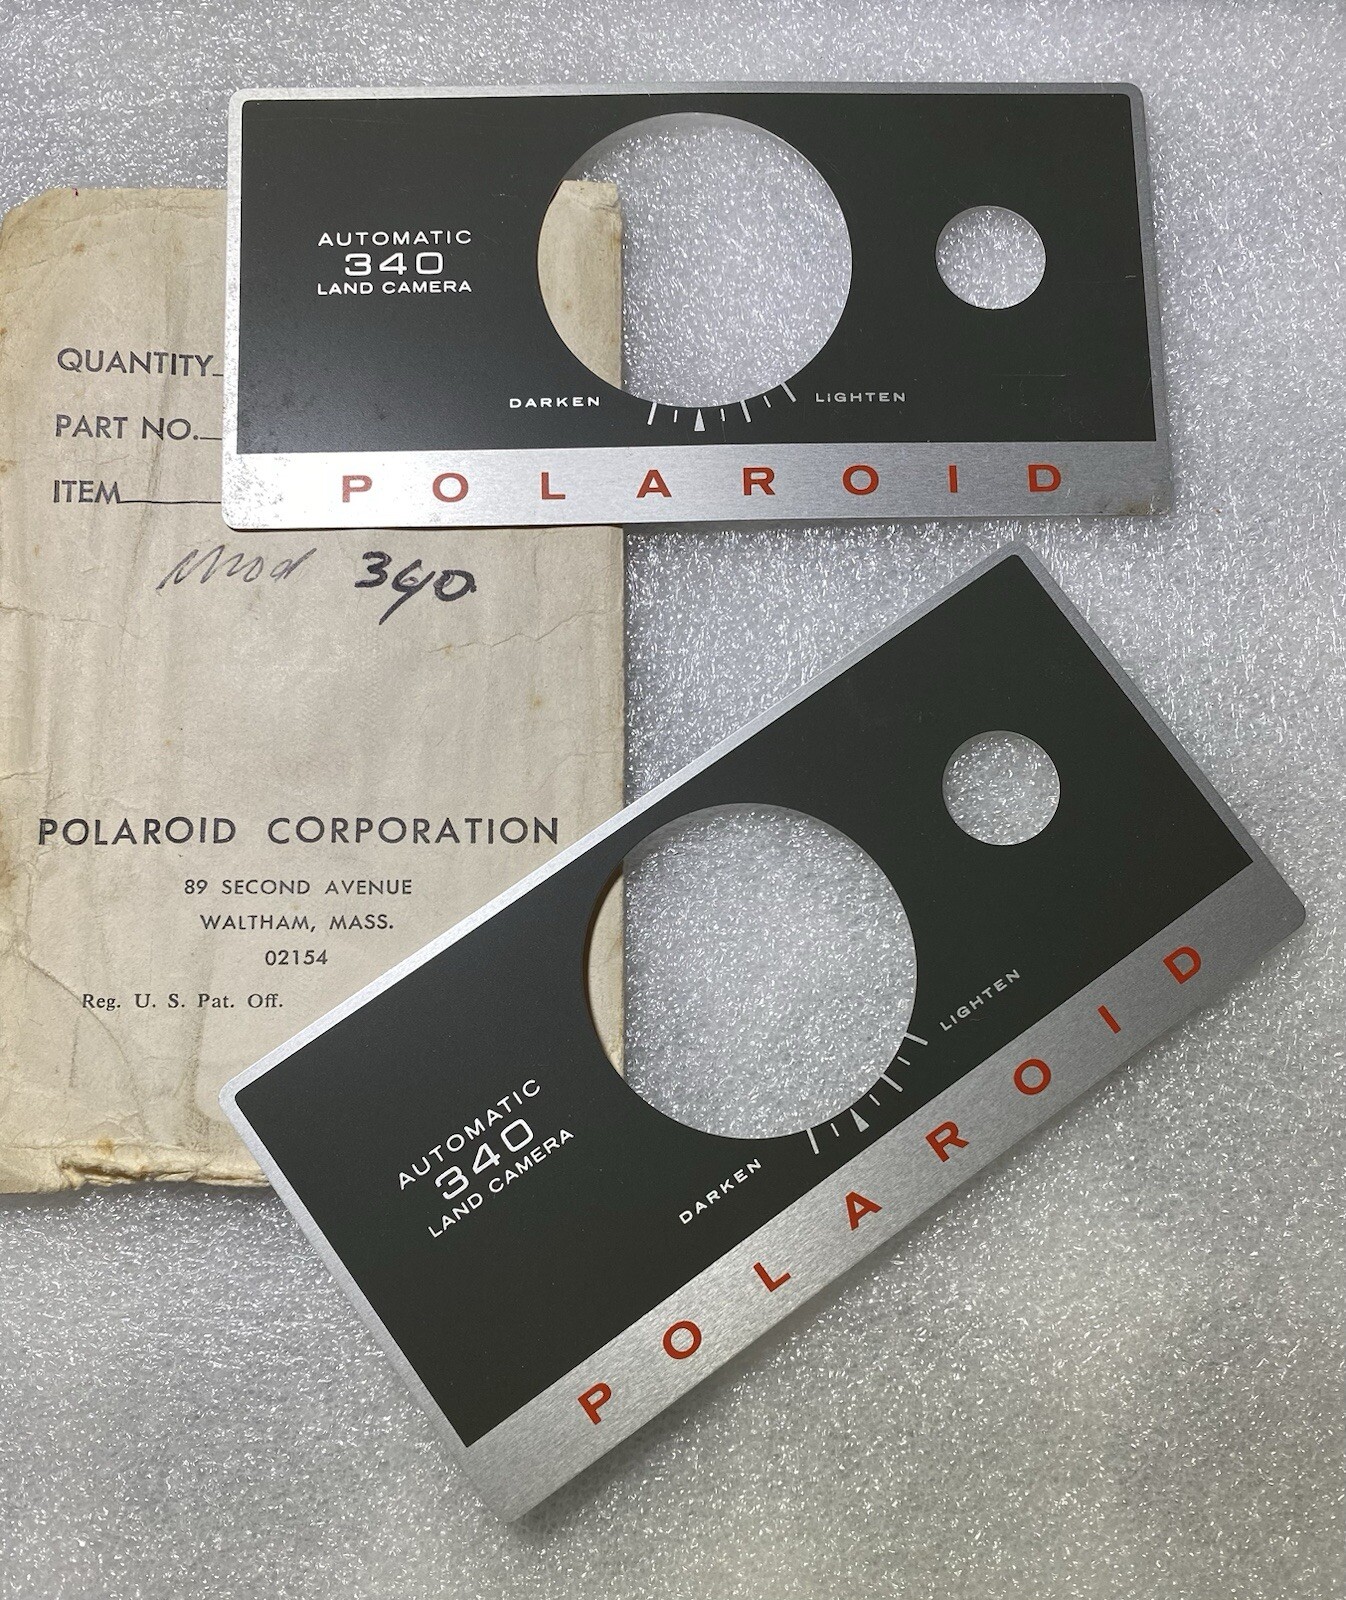 AUTOMATIC
340
LAND CAMERA
DARKEN
LIGHTEN
POLAROID
QUANTITY
PART NO.
ITEM
Mod 340
POLAROID CORPORATION
89 SECOND AVENUE
WALTHAM, MASS.
02154
Reg. U. S. Pat. Off.
AUTOMATIC
340
LAND CAMERA
DARKEN
LIGHTEN
POLAROID